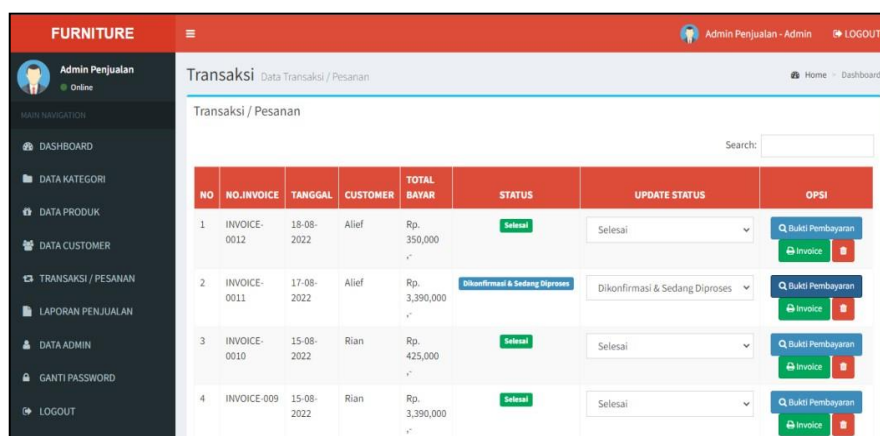 FURNITURE
Admin Penjualan - Admin
LOGOUT
Admin Penjualan
Online
MAIN NAVIGATION
DASHBOARD
DATA KATEGORI
DATA PRODUK
DATA CUSTOMER
TRANSAKSI / PESANAN
LAPORAN PENJUALAN
DATA ADMIN
GANTI PASSWORD
LOGOUT
Transaksi Data Transaksi / Pesanan
Home > Dashboard
Transaksi / Pesanan
Search:
NO NO.INVOICE TANGGAL CUSTOMER TOTAL BAYAR STATUS UPDATE STATUS OPSI
1 INVOICE-0012 18-08-2022 Alief Rp. 350,000 ,- Selesai Selesai Bukti Pembayaran Invoice
2 INVOICE-0011 17-08-2022 Alief Rp. 3,390,000 ,- Dikonfirmasi & Sedang Diproses Dikonfirmasi & Sedang Diproses Bukti Pembayaran Invoice
3 INVOICE-0010 15-08-2022 Rian Rp. 425,000 ,- Selesai Selesai Bukti Pembayaran Invoice
4 INVOICE-009 15-08-2022 Rian Rp. 3,390,000 ,- Selesai Selesai Bukti Pembayaran Invoice